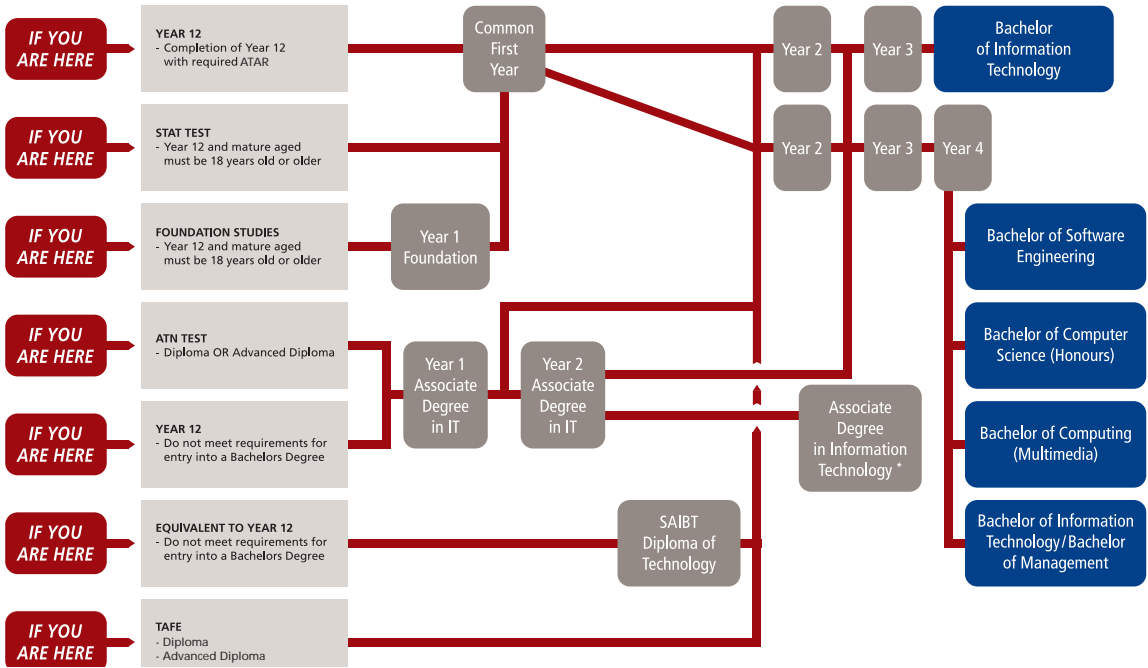 IF YOU
ARE HERE
YEAR 12
- Completion of Year 12
with required ATAR
Common
First
Year
Year 2
Year 3
Bachelor
of Information
Technology
IF YOU
ARE HERE
STAT TEST
- Year 12 and mature aged
must be 18 years old or older
Year 2
Year 3
Year 4
IF YOU
ARE HERE
FOUNDATION STUDIES
- Year 12 and mature aged
must be 18 years old or older
Year 1
Foundation
Bachelor of Software
Engineering
IF YOU
ARE HERE
ATN TEST
- Diploma OR Advanced Diploma
Year 1
Associate
Degree
in IT
Year 2
Associate
Degree
in IT
Bachelor of Computer
Science (Honours)
IF YOU
ARE HERE
YEAR 12
- Do not meet requirements for
entry into a Bachelors Degree
Associate
Degree
in Information
Technology *
Bachelor of Computing
(Multimedia)
IF YOU
ARE HERE
EQUIVALENT TO YEAR 12
- Do not meet requirements for
entry into a Bachelors Degree
SAIBT
Diploma of
Technology
Bachelor of Information
Technology/Bachelor
of Management
IF YOU
ARE HERE
TAFE
- Diploma
- Advanced Diploma